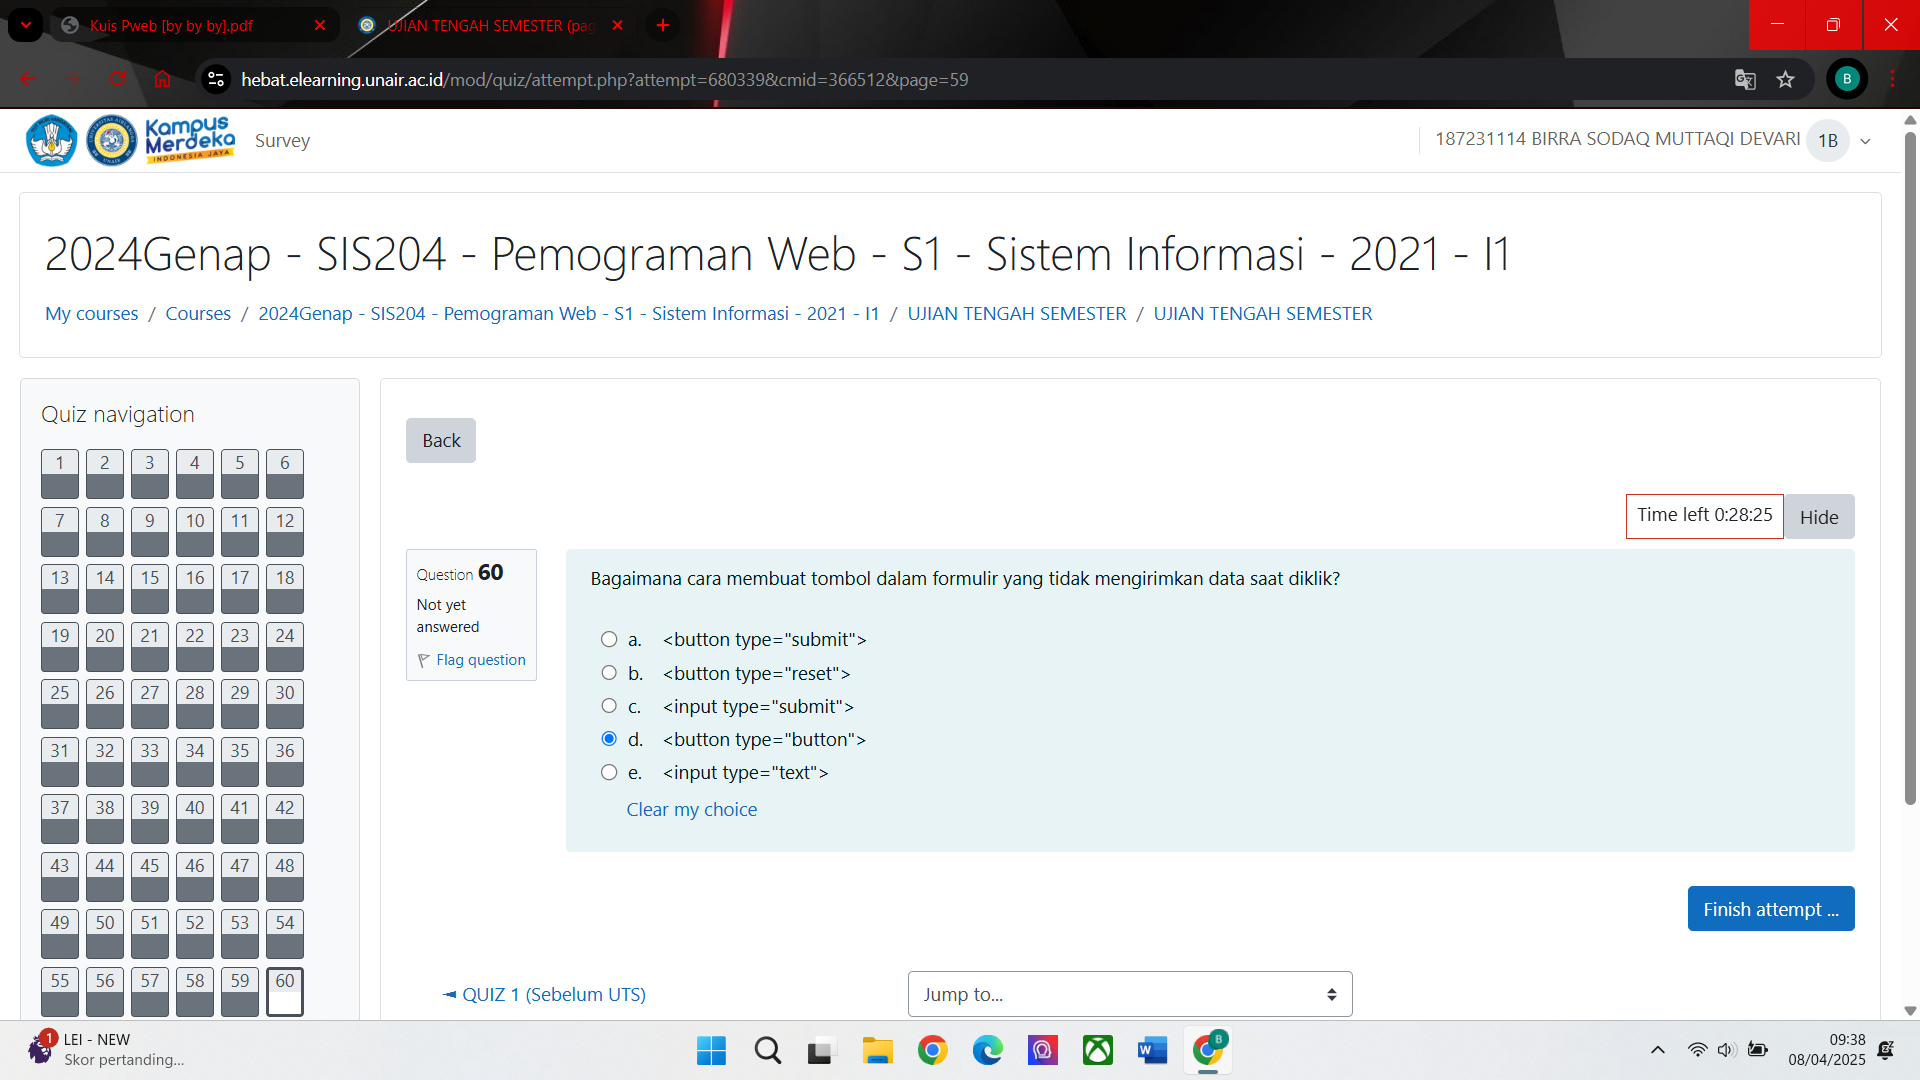 Kuis Pweb [by by by].pdf
UJIAN TENGAH SEMESTER (pag
hebat.elearning.unair.ac.id/mod/quiz/attempt.php?attempt=680339&cmid=366512&page=59
B
Kampus
Merdeka
INDONESIA JAYA
Survey
187231114 BIRRA SODAQ MUTTAQI DEVARI
1B
2024Genap - SIS204 - Pemograman Web - S1 - Sistem Informasi - 2021 - I1
My courses / Courses / 2024Genap - SIS204 - Pemograman Web - S1 - Sistem Informasi - 2021 - I1 / UJIAN TENGAH SEMESTER / UJIAN TENGAH SEMESTER
Quiz navigation
1 2 3 4 5 6
7 8 9 10 11 12
13 14 15 16 17 18
19 20 21 22 23 24
25 26 27 28 29 30
31 32 33 34 35 36
37 38 39 40 41 42
43 44 45 46 47 48
49 50 51 52 53 54
55 56 57 58 59 60
Back
Time left 0:28:25
Hide
Question 60
Not yet
answered
Flag question
Bagaimana cara membuat tombol dalam formulir yang tidak mengirimkan data saat diklik?
a. <button type="submit">
b. <button type="reset">
c. <input type="submit">
d. <button type="button">
e. <input type="text">
Clear my choice
Finish attempt ...
◄ QUIZ 1 (Sebelum UTS)
Jump to...
1
LEI - NEW
Skor pertanding...
W
B
09:38
08/04/2025